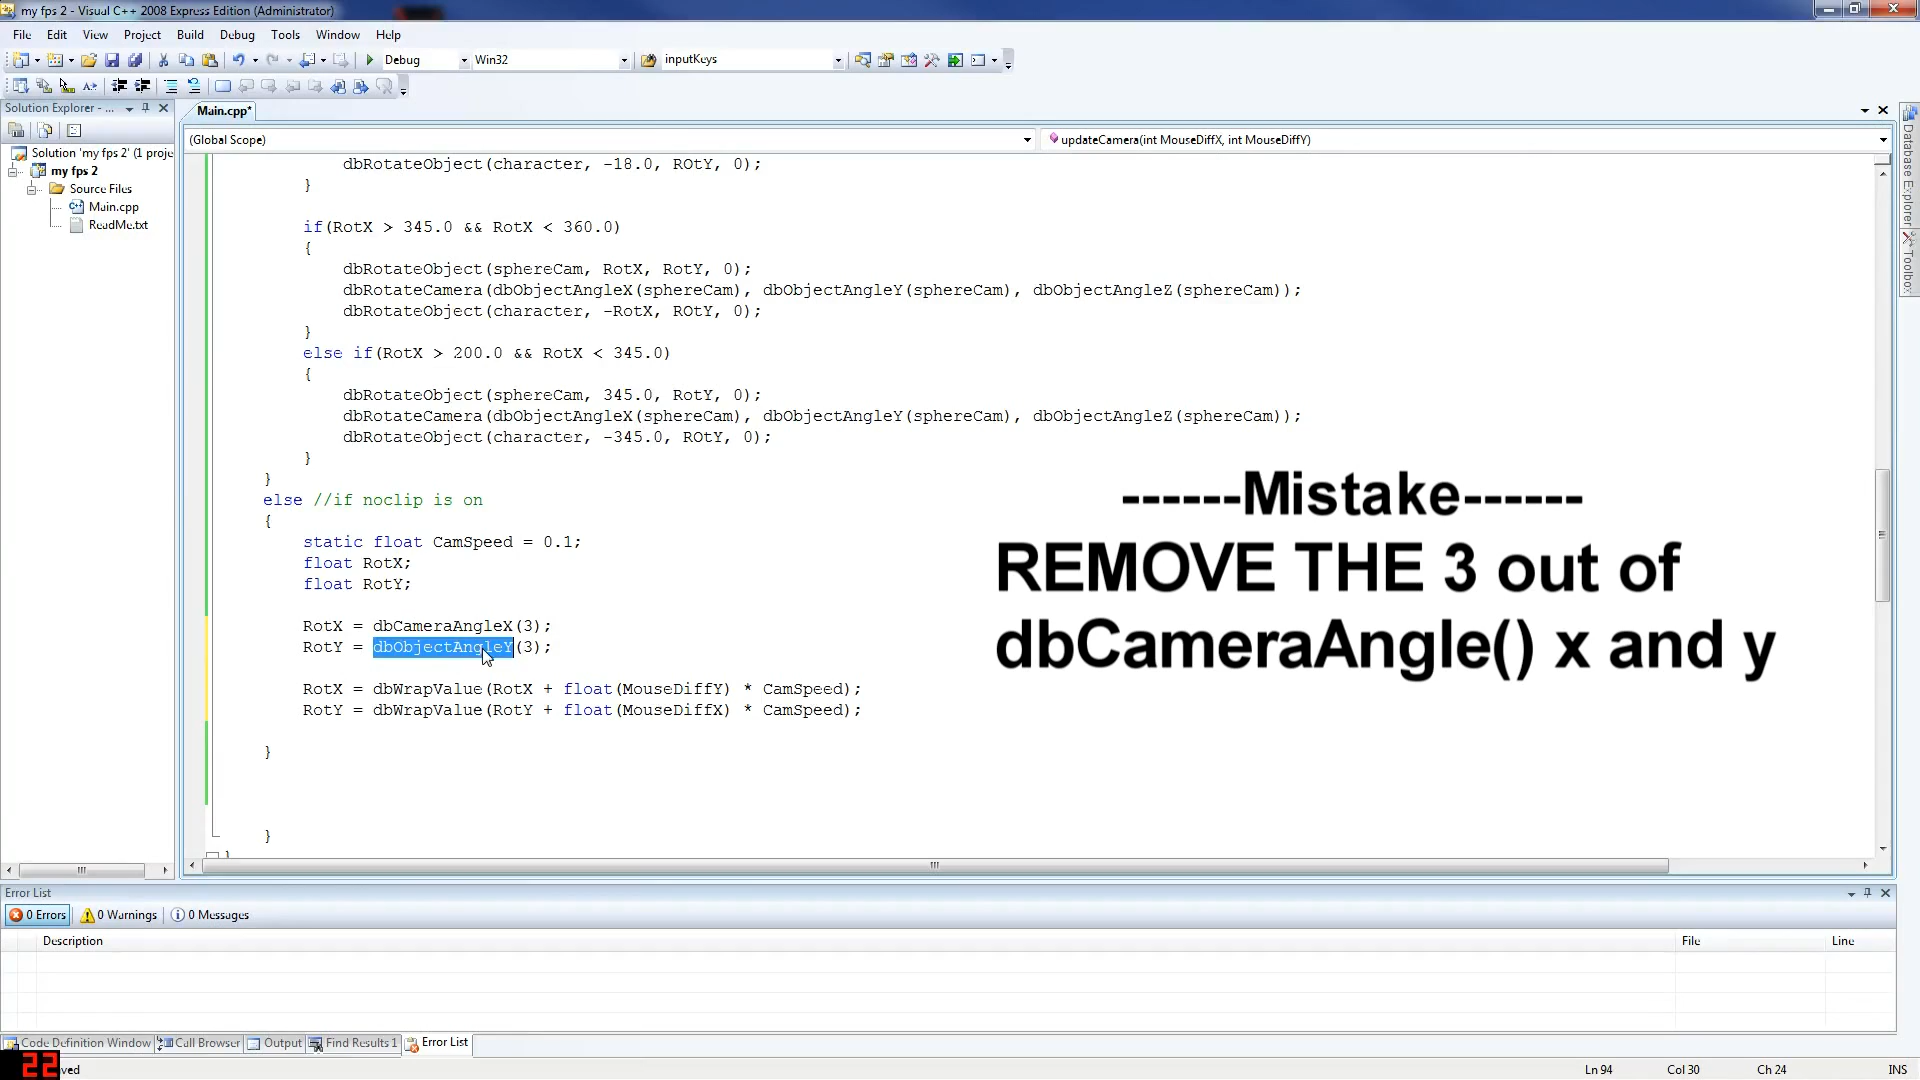 my fps 2 - Visual C++ 2008 Express Edition (Administrator)
File Edit View Project Build Debug Tools Window Help
Debug Win32 inputKeys
Solution Explorer - ...
Main.cpp*
(Global Scope) updateCamera(int MouseDiffX, int MouseDiffY)
Solution 'my fps 2' (1 proje
my fps 2
Source Files
Main.cpp
ReadMe.txt
Database Explorer
Toolbox
dbRotateObject(character, -18.0, ROtY, 0);
}
if(RotX > 345.0 && RotX < 360.0)
{
dbRotateObject(sphereCam, RotX, RotY, 0);
dbRotateCamera(dbObjectAngleX(sphereCam), dbObjectAngleY(sphereCam), dbObjectAngleZ(sphereCam));
dbRotateObject(character, -RotX, ROtY, 0);
}
else if(RotX > 200.0 && RotX < 345.0)
{
dbRotateObject(sphereCam, 345.0, RotY, 0);
dbRotateCamera(dbObjectAngleX(sphereCam), dbObjectAngleY(sphereCam), dbObjectAngleZ(sphereCam));
dbRotateObject(character, -345.0, ROtY, 0);
}
}
else //if noclip is on
{
static float CamSpeed = 0.1;
float RotX;
float RotY;
RotX = dbCameraAngleX(3);
RotY = dbObjectAngleY(3);
RotX = dbWrapValue(RotX + float(MouseDiffY) * CamSpeed);
RotY = dbWrapValue(RotY + float(MouseDiffX) * CamSpeed);
}
}
------Mistake------
REMOVE THE 3 out of
dbCameraAngle() x and y
Error List
0 Errors 0 Warnings 0 Messages
Description File Line
Code Definition Window Call Browser Output Find Results 1 Error List
22
ved Ln 94 Col 30 Ch 24 INS